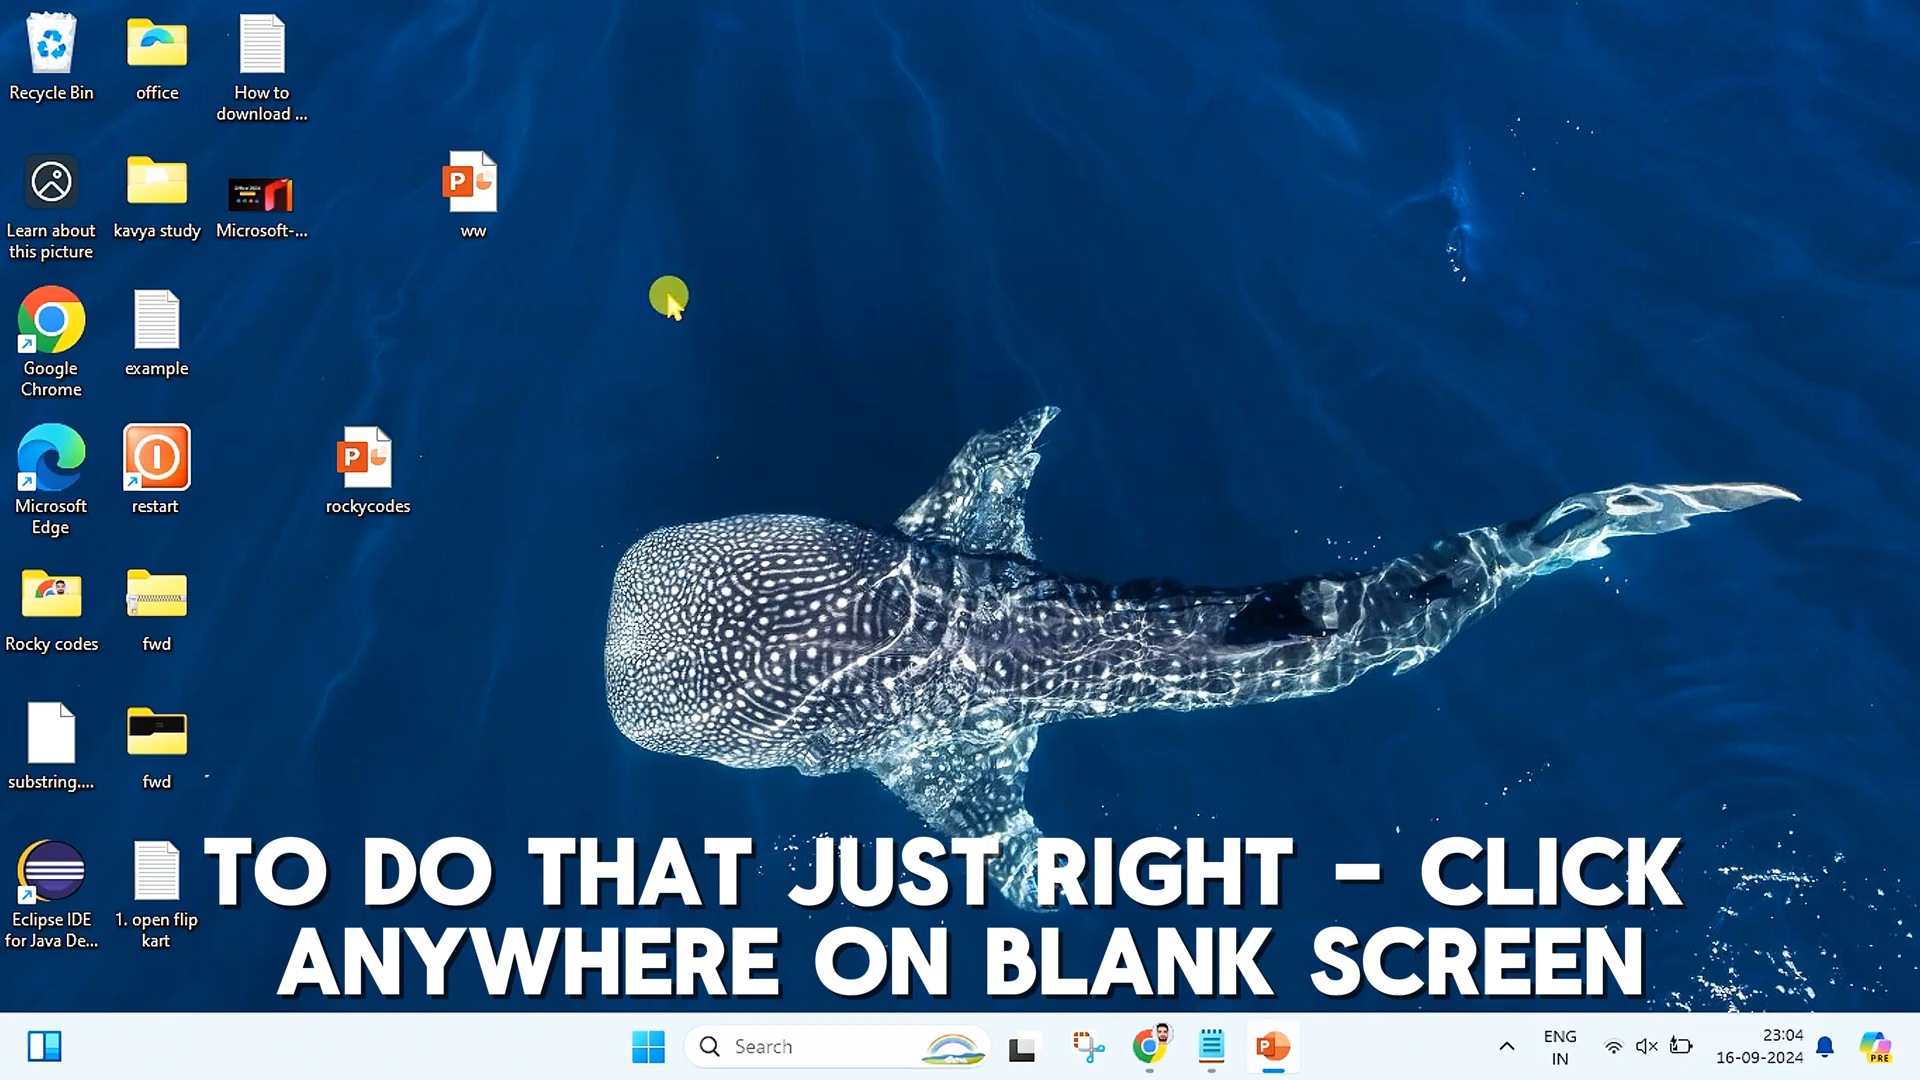 Recycle Bin
office
How to
download ...
Learn about
this picture
kavya study
Microsoft-...
ww
Google
Chrome
example
Microsoft
Edge
restart
rockycodes
Rocky codes
fwd
substring....
fwd
Eclipse IDE
for Java De...
1. open flip
kart
TO DO THAT JUST RIGHT - CLICK
ANYWHERE ON BLANK SCREEN
Search
ENG
IN
23:04
16-09-2024
PRE